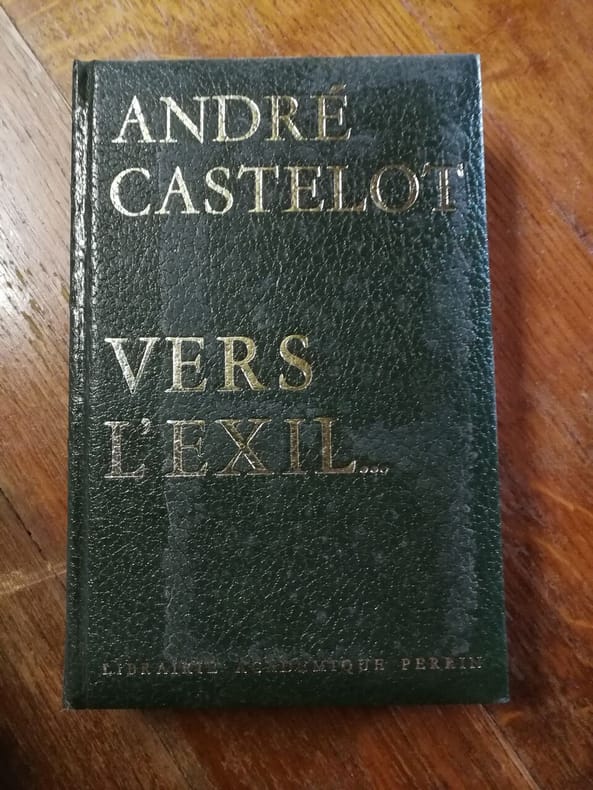 ANDRÉ
CASTELOT
VERS
L'EXIL...
LIBRAIRIE ACADÉMIQUE PERRIN